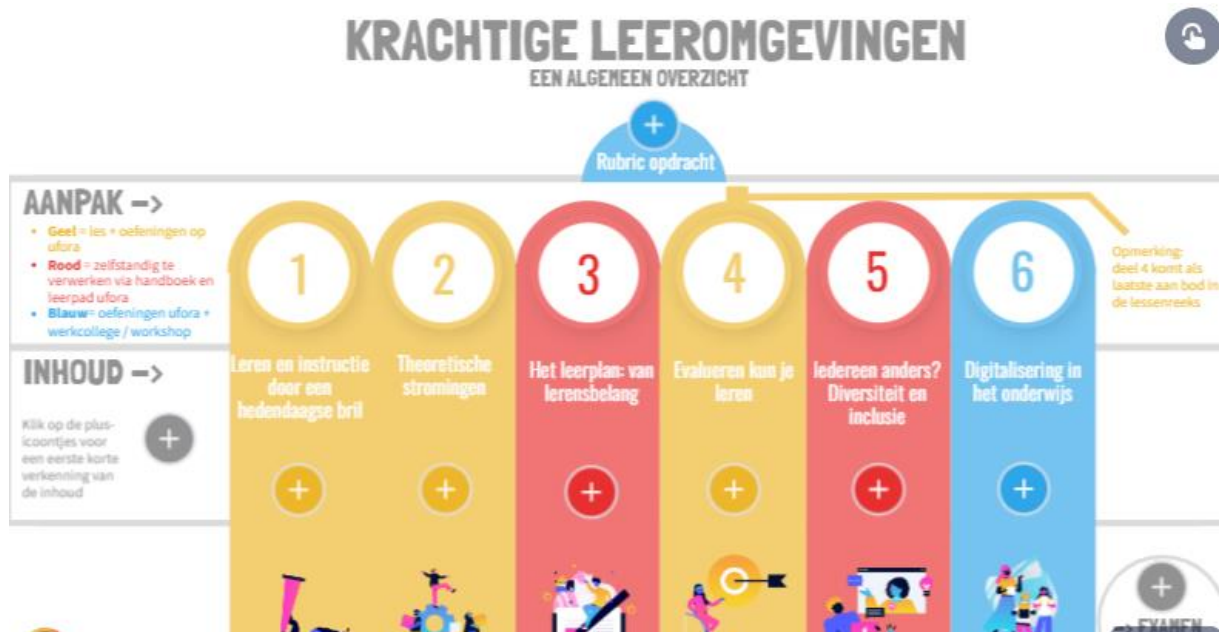 KRACHTIGE LEEROMGEVINGEN
EEN ALGEMEEN OVERZICHT
Rubric opdracht
AANPAK –>
• Geel = les + oefeningen op
ufora
• Rood = zelfstandig te
verwerken via handboek en
leerpad ufora
• Blauw= oefeningen ufora +
werkcollege / workshop
1
2
3
4
5
6
Opmerking:
deel 4 komt als
laatste aan bod in
de lessenreeks
INHOUD –>
Klik op de plus-
icoontjes voor
een eerste korte
verkenning van
de inhoud
Leren en instructie
door een
hedendaagse bril
Theoretische
stromingen
Het leerplan: van
lerensbelang
Evalueren kun je
leren
Iedereen anders?
Diversiteit en
inclusie
Digitalisering in
het onderwijs
–> EXAMEN